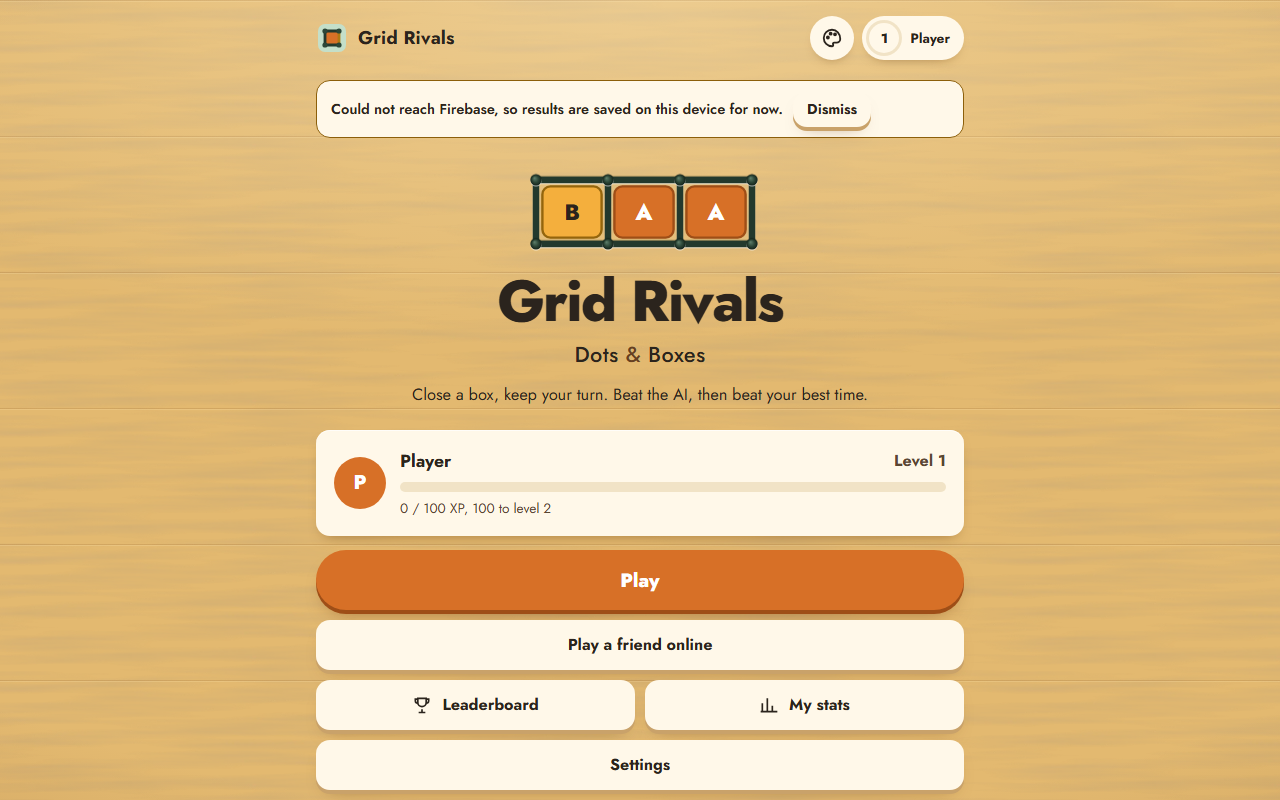 Grid Rivals
1 Player
Could not reach Firebase, so results are saved on this device for now. Dismiss
B A A
Grid Rivals
Dots & Boxes
Close a box, keep your turn. Beat the AI, then beat your best time.
P
Player Level 1
0 / 100 XP, 100 to level 2
Play
Play a friend online
Leaderboard My stats
Settings